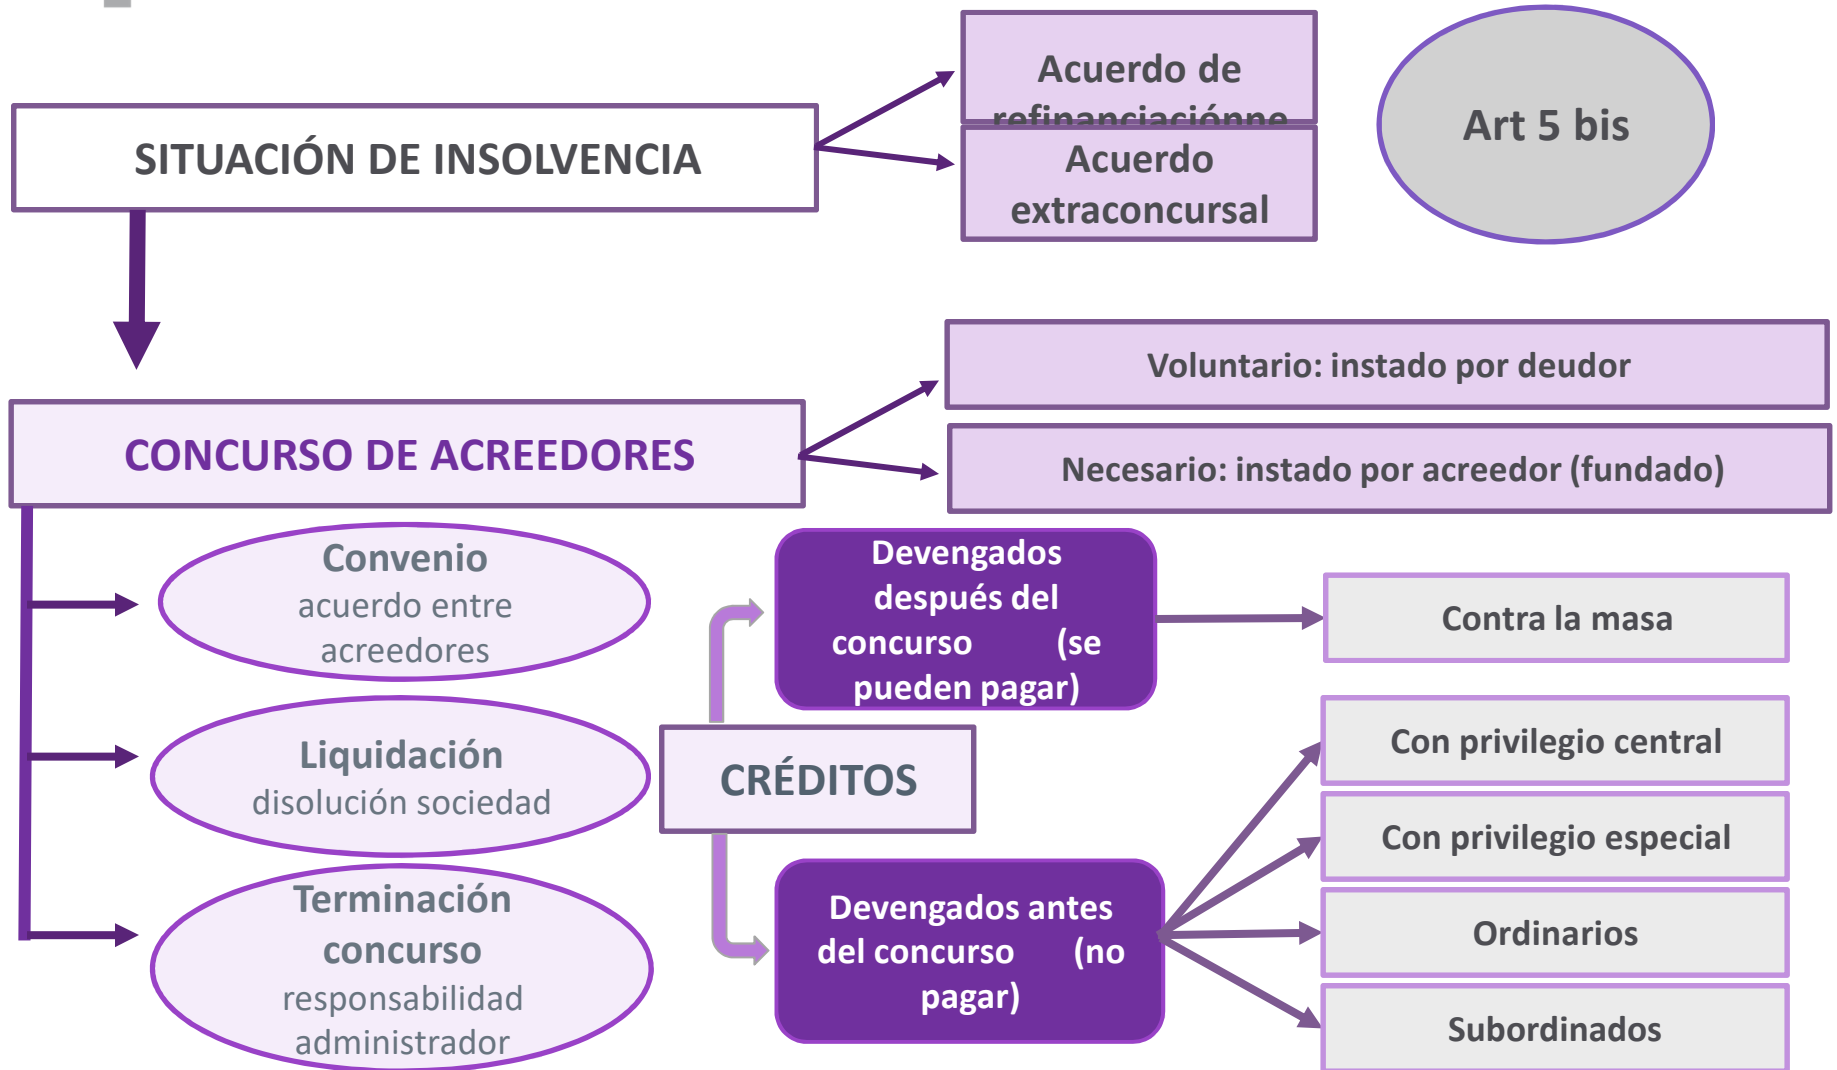 Acuerdo de
refinanciaciónne
Art 5 bis
SITUACIÓN DE INSOLVENCIA
Acuerdo
extraconcursal
Voluntario: instado por deudor
CONCURSO DE ACREEDORES
Necesario: instado por acreedor (fundado)
Convenio
acuerdo entre
acreedores
Liquidación
disolución sociedad
Terminación
concurso
responsabilidad
administrador
CRÉDITOS
Devengados
después del
concurso (se
pueden pagar)
Devengados antes
del concurso (no
pagar)
Contra la masa
Con privilegio central
Con privilegio especial
Ordinarios
Subordinados